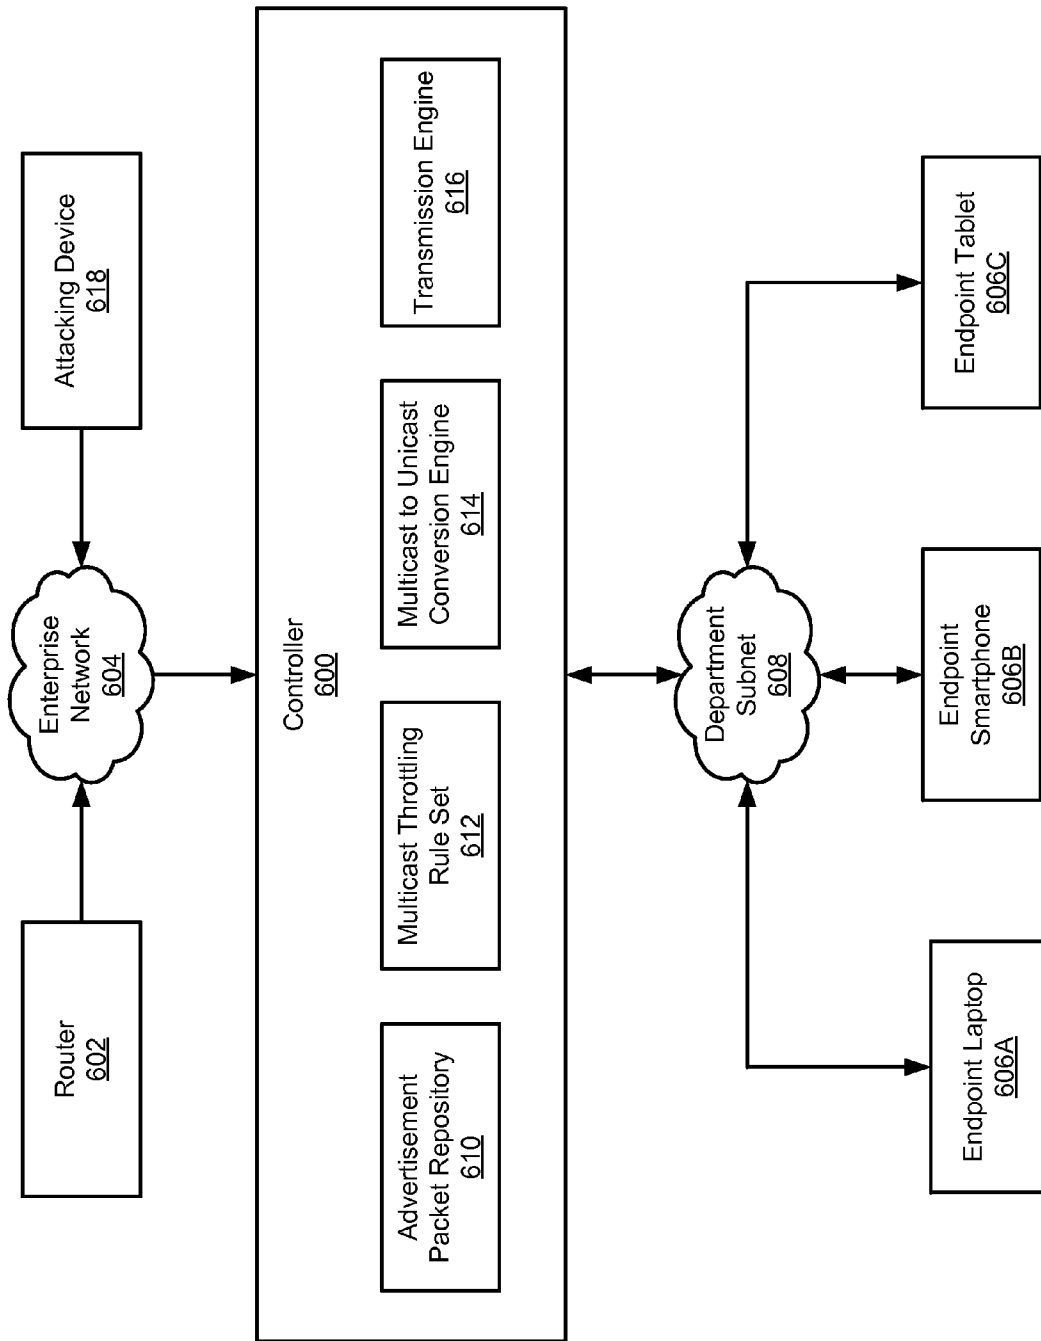 Router
602
Enterprise
Network
604
Attacking Device
618
Controller
600
Advertisement
Packet Repository
610
Multicast Throttling
Rule Set
612
Multicast to Unicast
Conversion Engine
614
Transmission Engine
616
Department
Subnet
608
Endpoint Laptop
606A
Endpoint
Smartphone
606B
Endpoint Tablet
606C